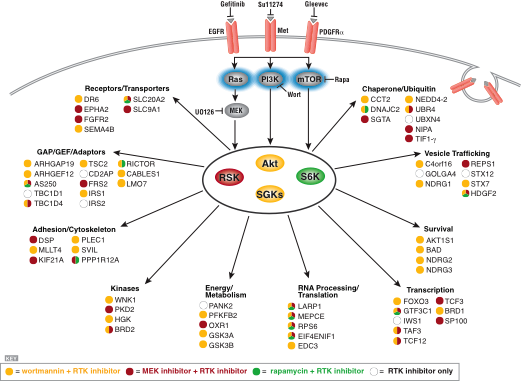 Gefitinib
Su11274
Gleevec
EGFR
Met
PDGFRα
Ras
PI3K
mTOR
Rapa
Wort
UO126
MEK
Akt
RSK
S6K
SGKs
Receptors/Transporters
DR6
SLC20A2
EPHA2
SLC9A1
FGFR2
SEMA4B
Chaperone/Ubiquitin
CCT2
NEDD4-2
DNAJC2
UBR4
SGTA
UBXN4
NIPA
TIF1-γ
GAP/GEF/Adaptors
ARHGAP19
TSC2
RICTOR
ARHGEF12
CD2AP
CABLES1
AS250
FRS2
LMO7
TBC1D1
IRS1
TBC1D4
IRS2
Vesicle Trafficking
C4orf16
REPS1
GOLGA4
STX12
NDRG1
STX7
HDGF2
Adhesion/Cytoskeleton
DSP
PLEC1
MLLT4
SVIL
KIF21A
PPP1R12A
Survival
AKT1S1
BAD
NDRG2
NDRG3
Kinases
WNK1
PKD2
HGK
BRD2
Energy/
Metabolism
PANK2
PFKFB2
OXR1
GSK3A
GSK3B
RNA Processing/
Translation
LARP1
MEPCE
RPS6
EIF4ENIF1
EDC3
Transcription
FOXO3
TCF3
GTF3C1
BRD1
IWS1
SP100
TAF3
TCF12
KEY
= wortmannin + RTK inhibitor
= MEK inhibitor + RTK inhibitor
= rapamycin + RTK inhibitor
= RTK inhibitor only